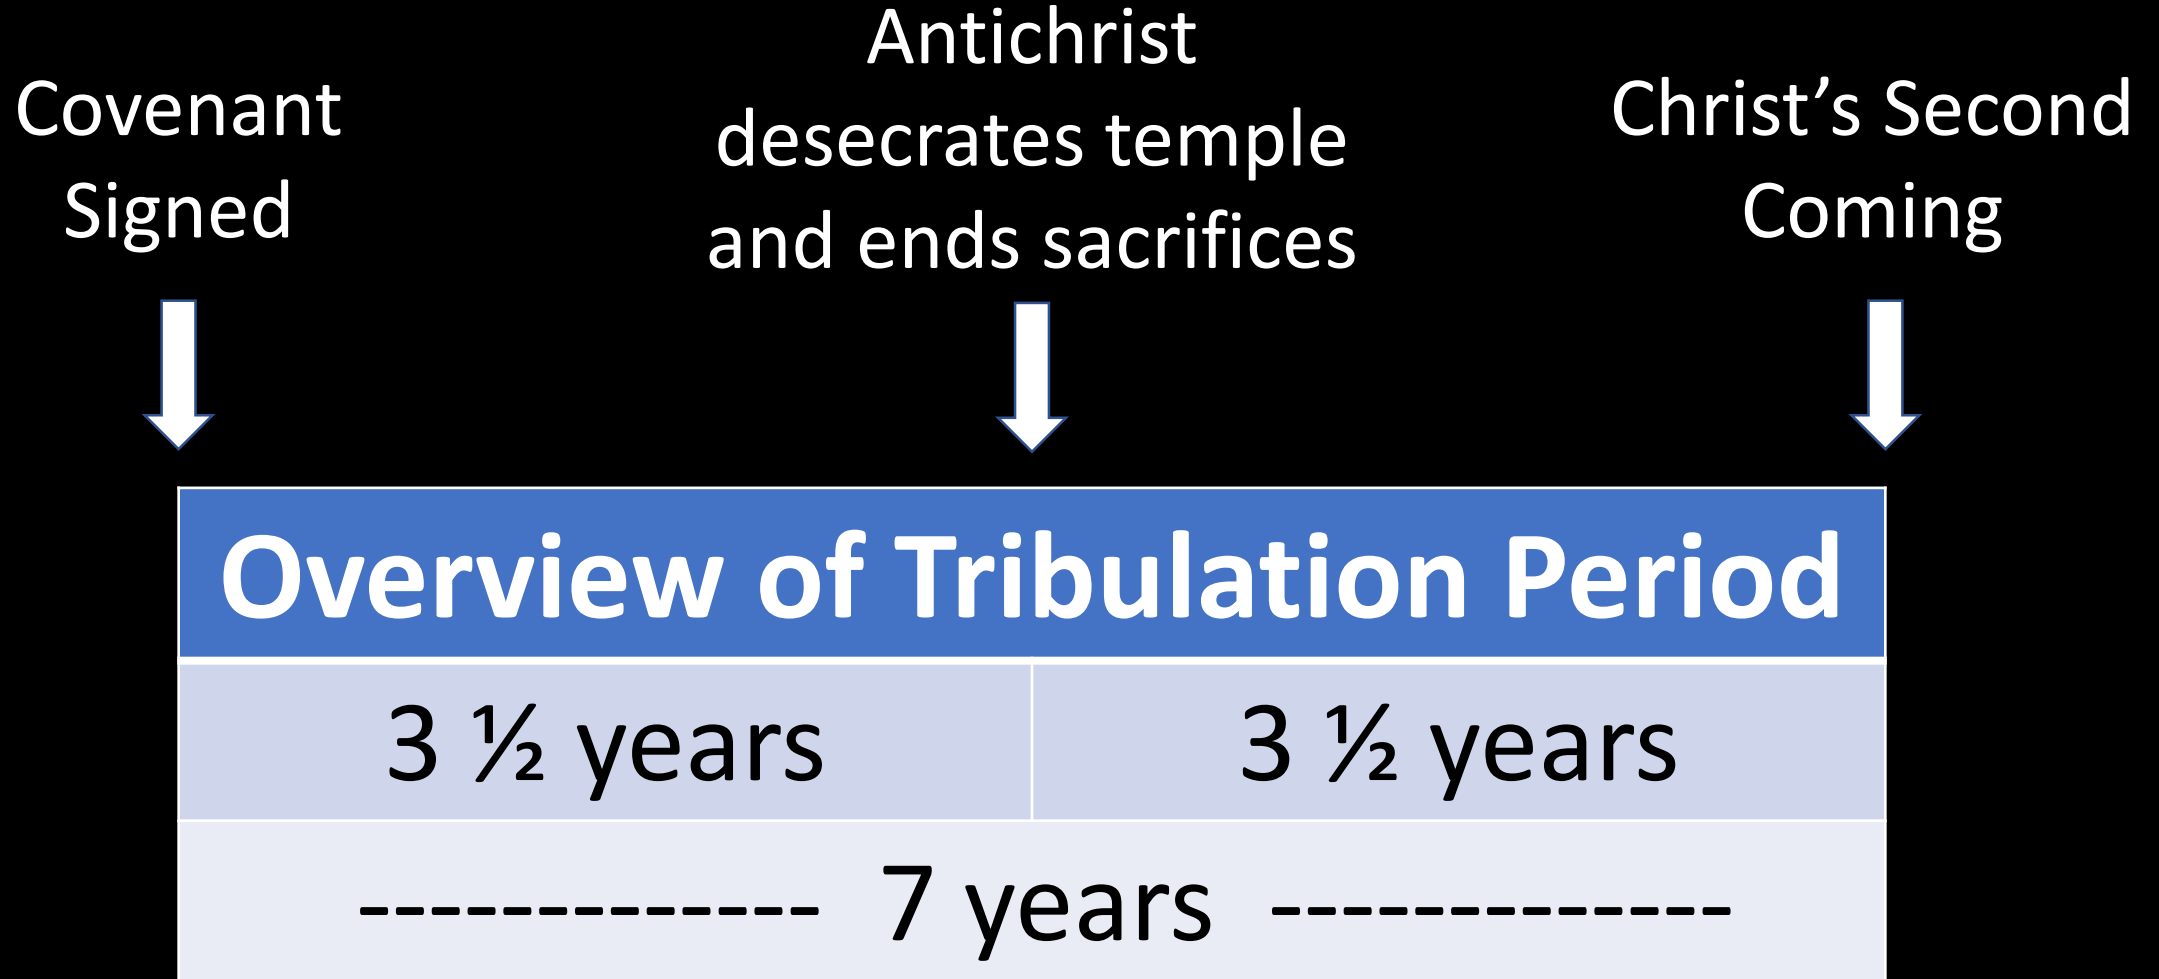 Covenant
Signed
Antichrist
desecrates temple
and ends sacrifices
Christ’s Second
Coming
Overview of Tribulation Period
3 ½ years
3 ½ years
------------- 7 years -------------